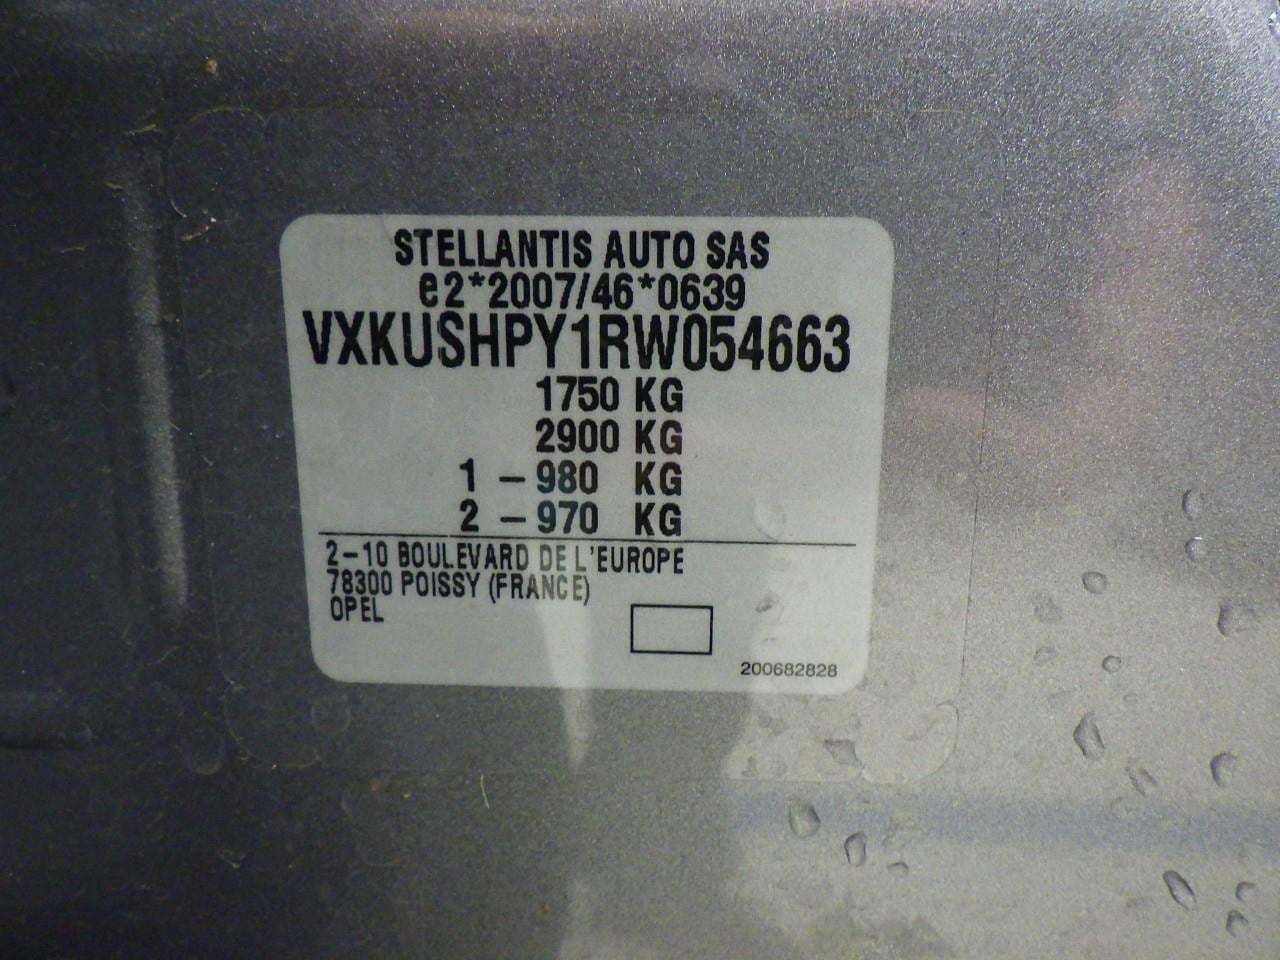 STELLANTIS AUTO SAS
e2*2007/46*0639
VXKUSHPY1RW054663
1750 KG
2900 KG
1 – 980 KG
2 – 970 KG
2–10 BOULEVARD DE L'EUROPE
78300 POISSY (FRANCE)
OPEL
200682828